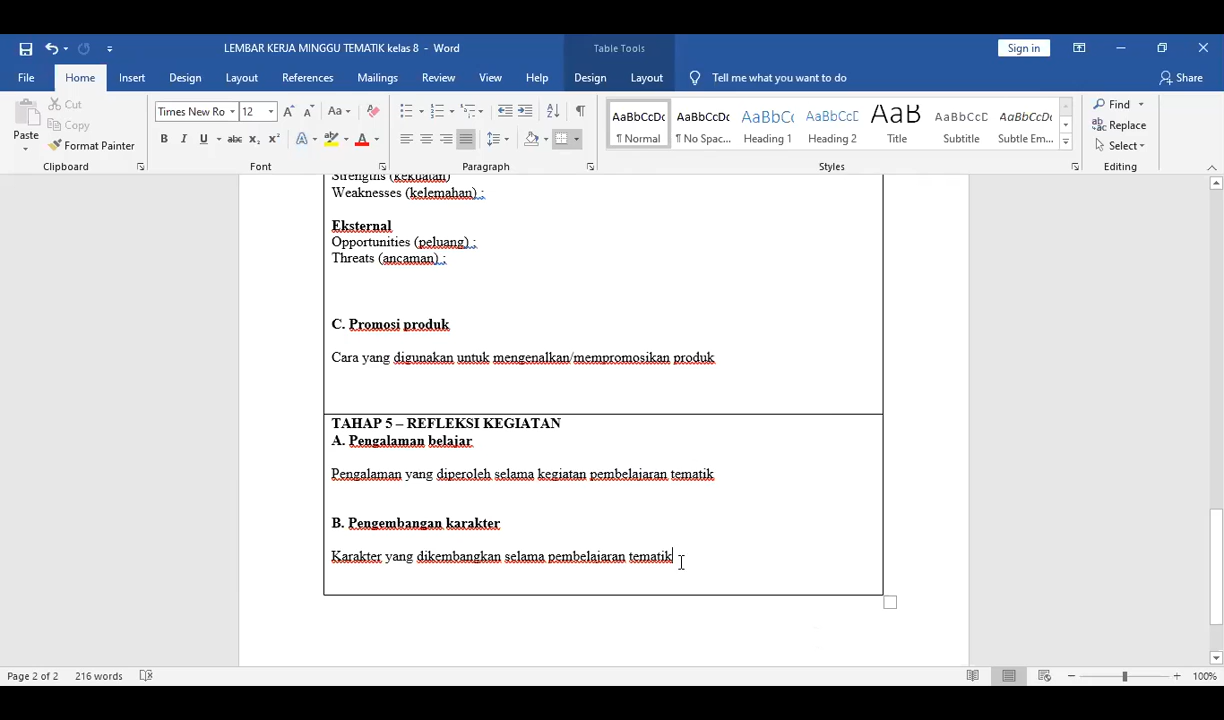 LEMBAR KERJA MINGGU TEMATIK kelas 8 - Word
Table Tools
Sign in
File
Home
Insert
Design
Layout
References
Mailings
Review
View
Help
Design
Layout
Tell me what you want to do
Share
Paste
Cut
Copy
Format Painter
Clipboard
Times New Ro
12
Font
Paragraph
AaBbCcDc
¶ Normal
AaBbCcDc
¶ No Spac...
AaBbCc
Heading 1
AaBbCcD
Heading 2
AaB
Title
AaBbCcD
Subtitle
AaBbCcD
Subtle Em...
Styles
Find
Replace
Select
Editing
Strengths (kekuatan)
Weaknesses (kelemahan) ;
Eksternal
Opportunities (peluang) ;
Threats (ancaman) ;
C. Promosi produk
Cara yang digunakan untuk mengenalkan/mempromosikan produk
TAHAP 5 – REFLEKSI KEGIATAN
A. Pengalaman belajar
Pengalaman yang diperoleh selama kegiatan pembelajaran tematik
B. Pengembangan karakter
Karakter yang dikembangkan selama pembelajaran tematik
Page 2 of 2
216 words
100%